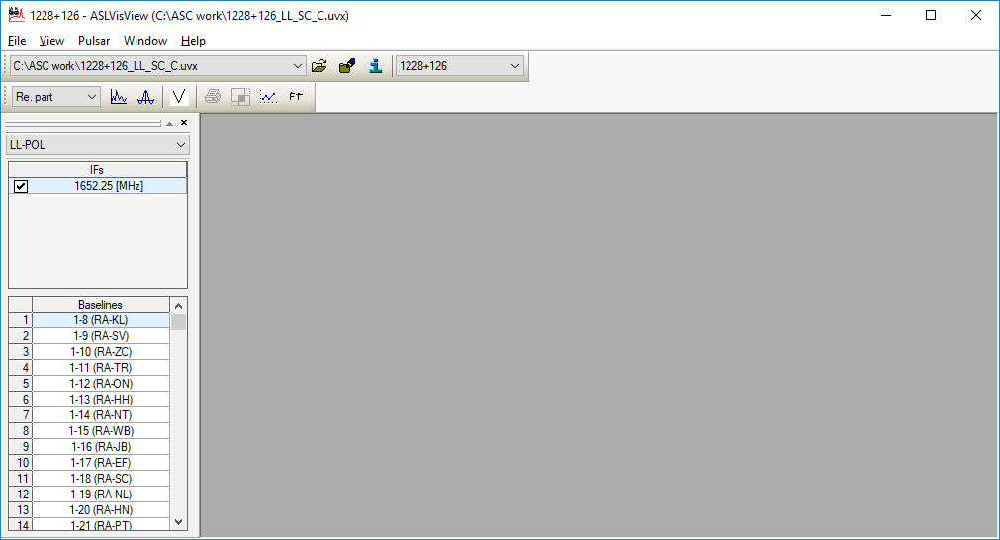 1228+126 - ASLVisView (C:\ASC work\1228+126_LL_SC_C.uvx)
File View Pulsar Window Help
C:\ASC work\1228+126_LL_SC_C.uvx 1228+126
Re. part FT
LL-POL
IFs
1652.25 [MHz]
Baselines
1 1-8 (RA-KL)
2 1-9 (RA-SV)
3 1-10 (RA-ZC)
4 1-11 (RA-TR)
5 1-12 (RA-ON)
6 1-13 (RA-HH)
7 1-14 (RA-NT)
8 1-15 (RA-WB)
9 1-16 (RA-JB)
10 1-17 (RA-EF)
11 1-18 (RA-SC)
12 1-19 (RA-NL)
13 1-20 (RA-HN)
14 1-21 (RA-PT)